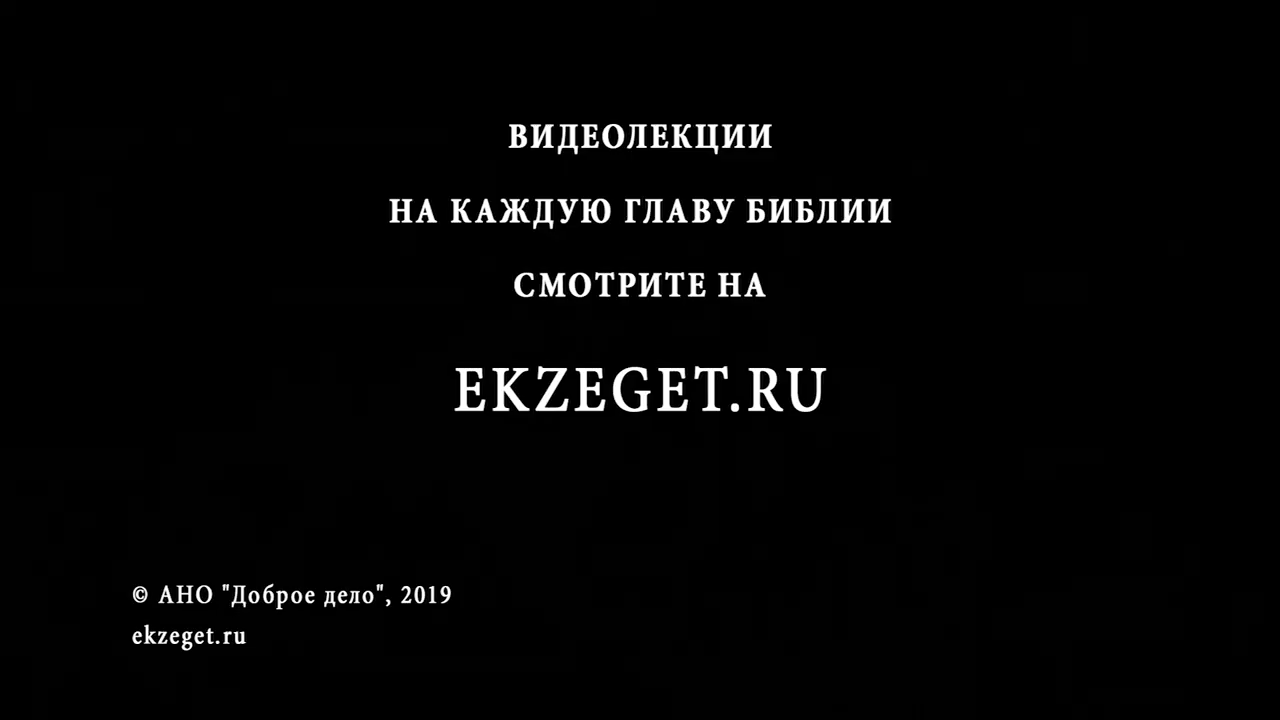 ВИДЕОЛЕКЦИИ
НА КАЖДУЮ ГЛАВУ БИБЛИИ
СМОТРИТЕ НА
EKZEGET.RU
© АНО "Доброе дело", 2019
ekzeget.ru